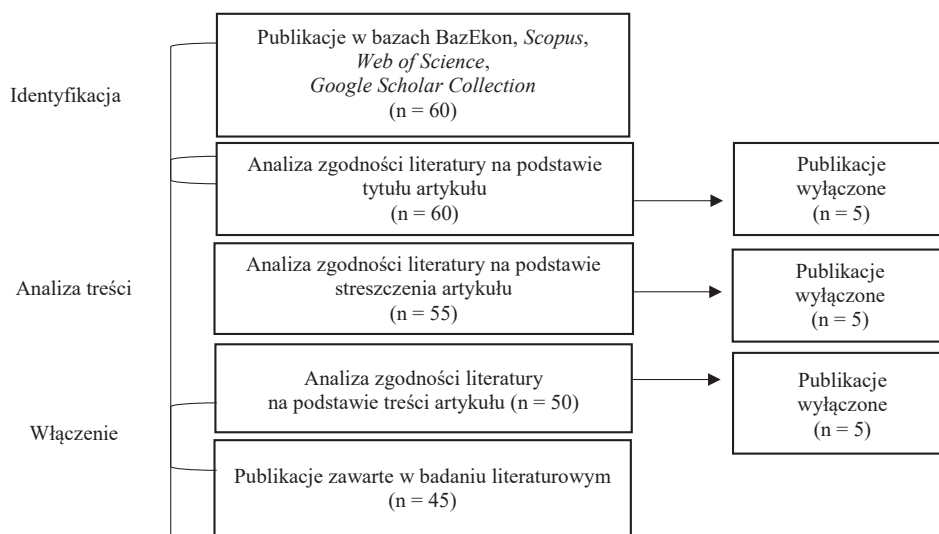 Identyfikacja
Publikacje w bazach BazEkon, Scopus,
Web of Science,
Google Scholar Collection
(n = 60)
Analiza zgodności literatury na podstawie
tytułu artykułu
(n = 60)
Publikacje
wyłączone
(n = 5)
Analiza treści
Analiza zgodności literatury na podstawie
streszczenia artykułu
(n = 55)
Publikacje
wyłączone
(n = 5)
Analiza zgodności literatury
na podstawie treści artykułu (n = 50)
Publikacje
wyłączone
(n = 5)
Włączenie
Publikacje zawarte w badaniu literaturowym
(n = 45)